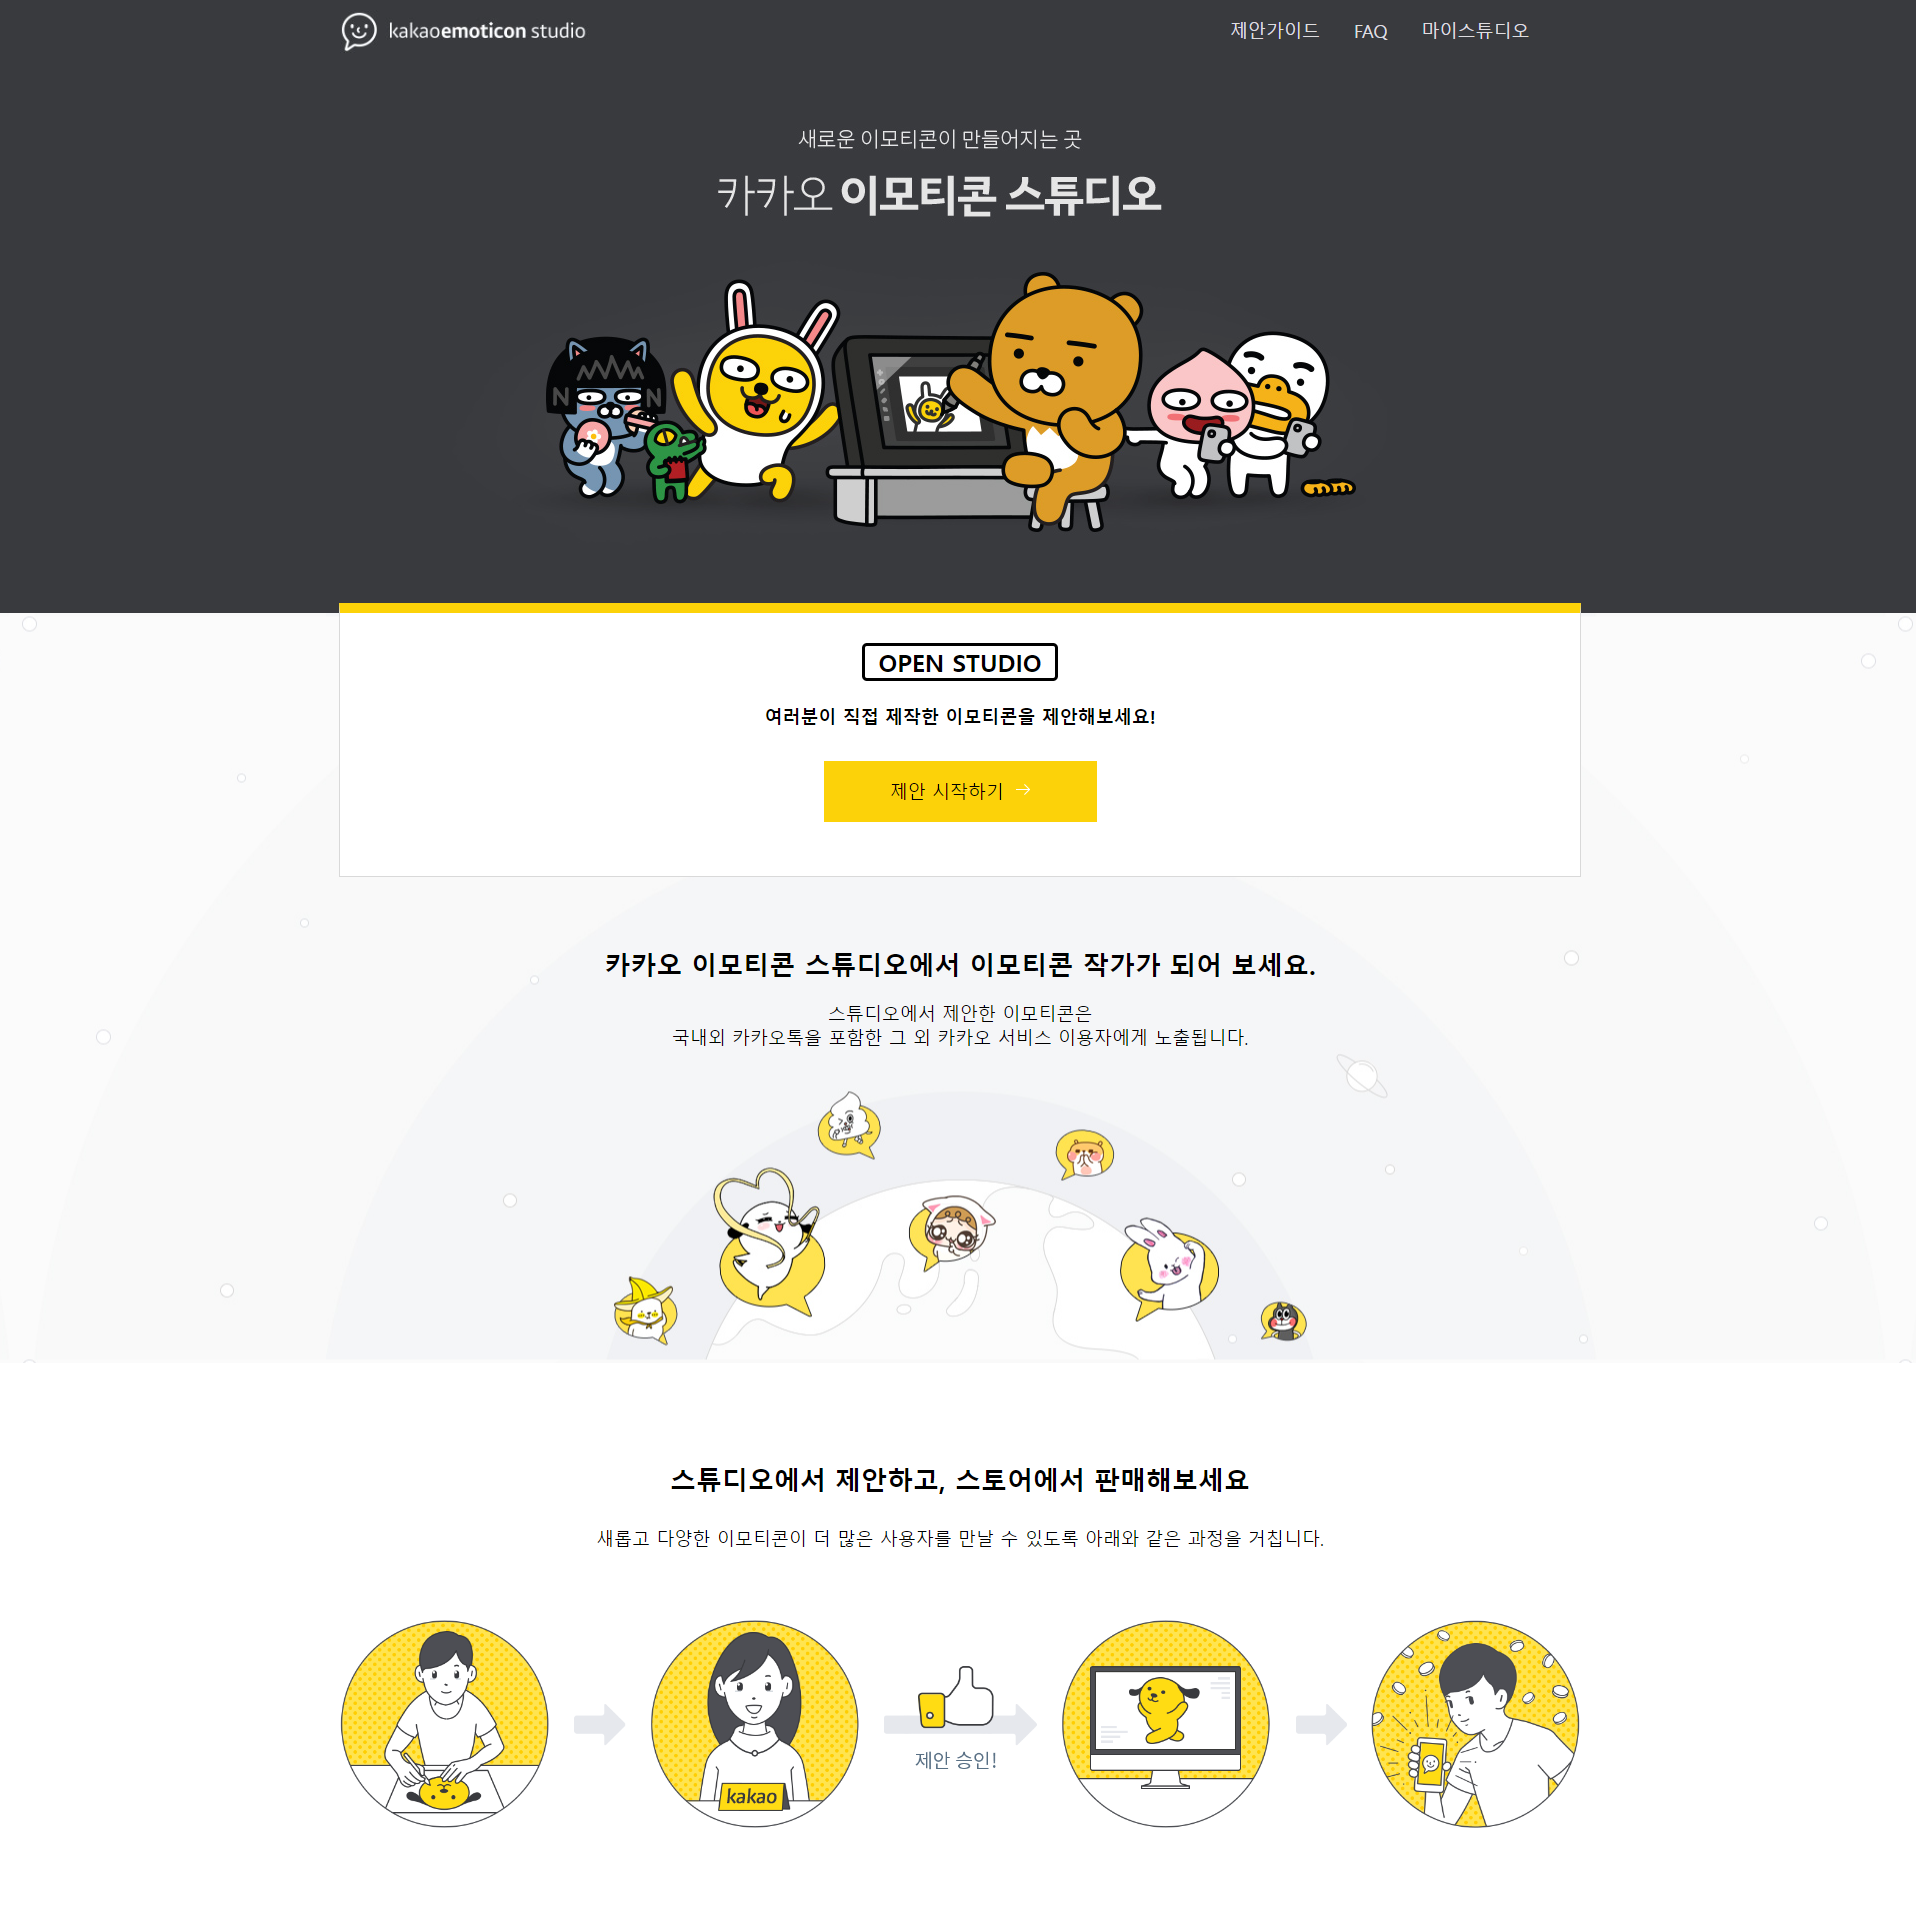 kakaoemoticon studio
제안가이드 FAQ 마이스튜디오
새로운 이모티콘이 만들어지는 곳
카카오 이모티콘 스튜디오
OPEN STUDIO
여러분이 직접 제작한 이모티콘을 제안해보세요!
제안 시작하기
카카오 이모티콘 스튜디오에서 이모티콘 작가가 되어 보세요.
스튜디오에서 제안한 이모티콘은
국내외 카카오톡을 포함한 그 외 카카오 서비스 이용자에게 노출됩니다.
스튜디오에서 제안하고, 스토어에서 판매해보세요
새롭고 다양한 이모티콘이 더 많은 사용자를 만날 수 있도록 아래와 같은 과정을 거칩니다.
제안 승인!
kakao